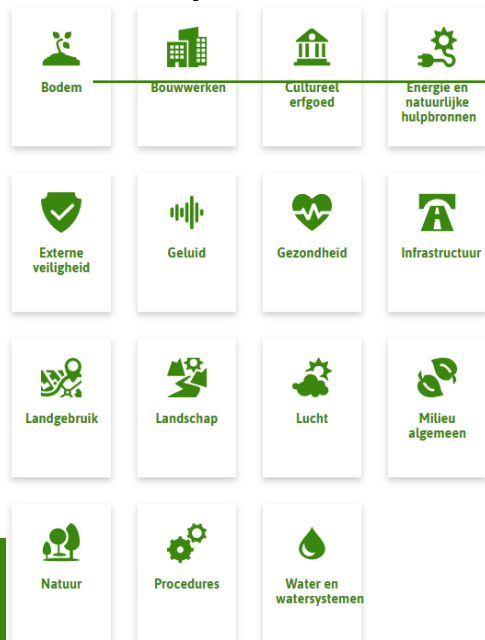 Bodem
Bouwwerken
Cultureel
erfgoed
Energie en
natuurlijke
hulpbronnen
Externe
veiligheid
Geluid
Gezondheid
Infrastructuur
Landgebruik
Landschap
Lucht
Milieu
algemeen
Natuur
Procedures
Water en
watersystemen